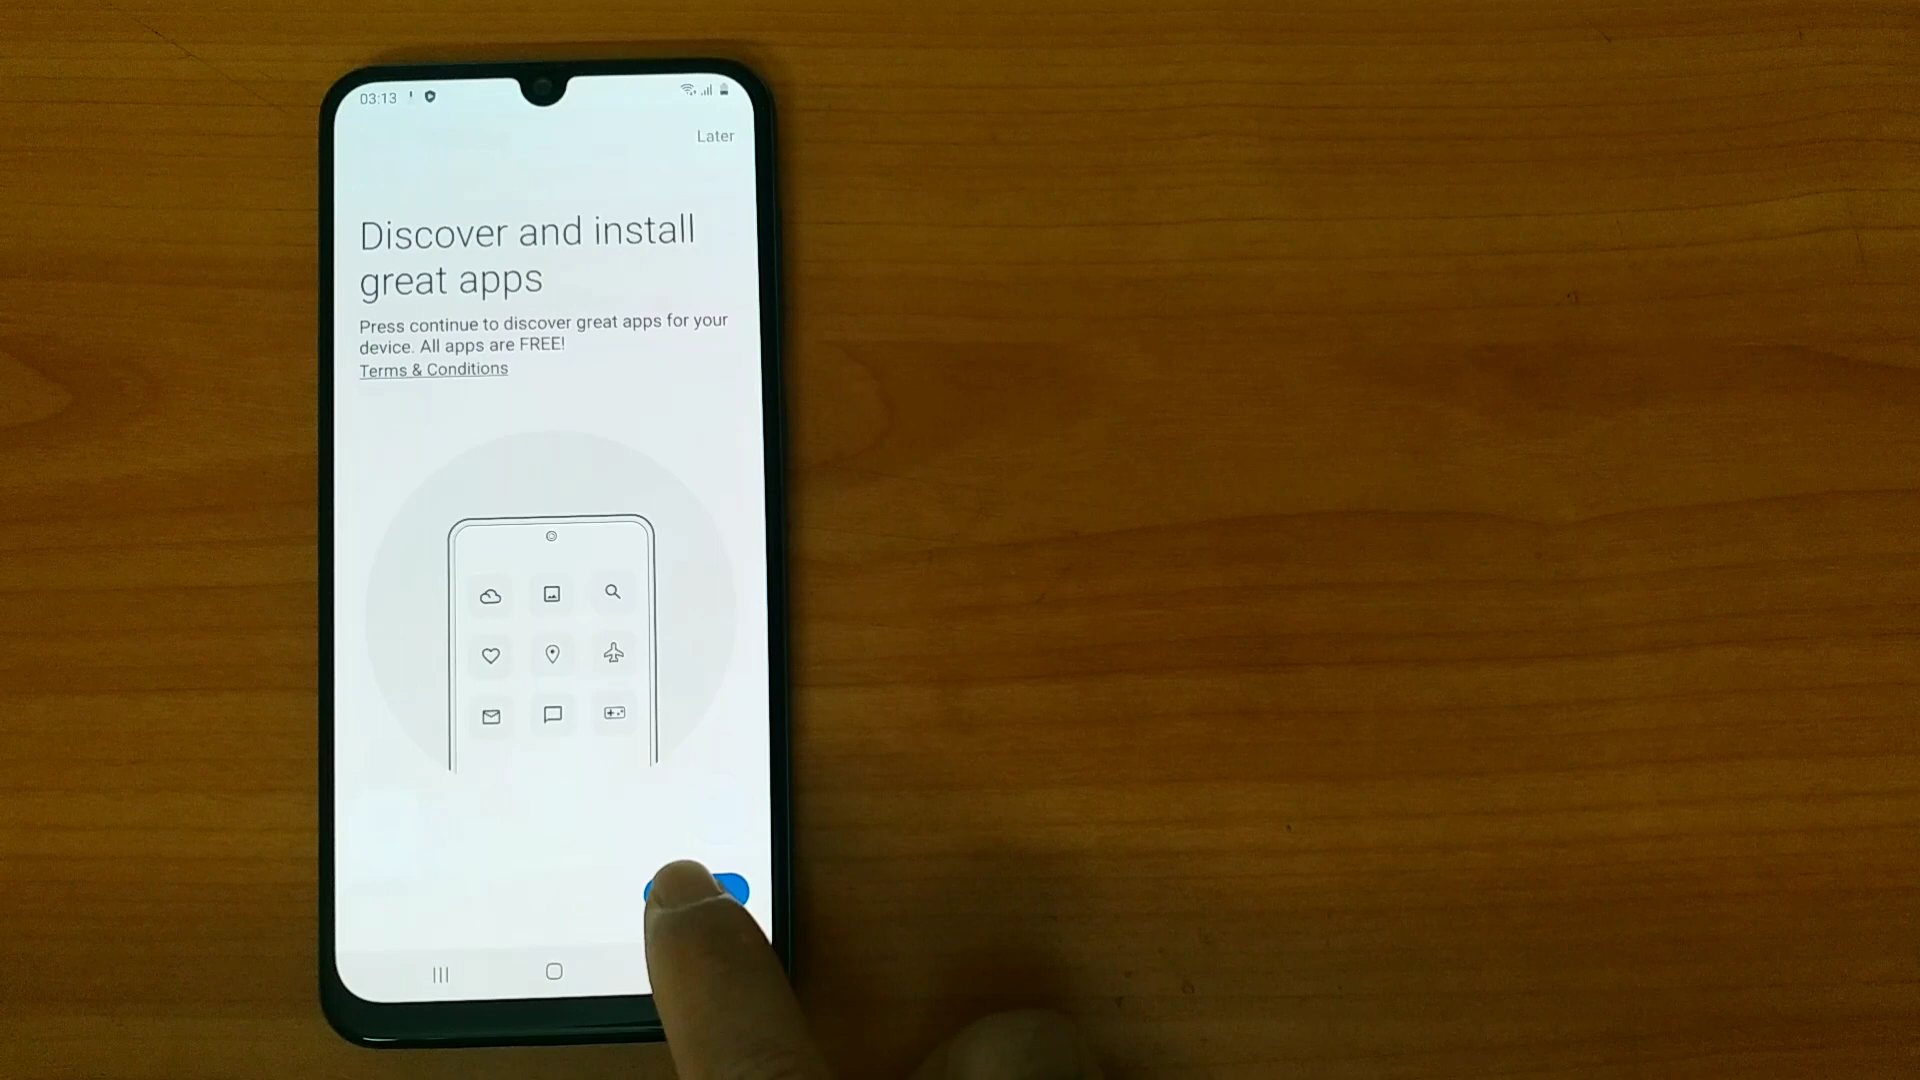 03:13
Later
Discover and install
great apps
Press continue to discover great apps for your
device. All apps are FREE!
Terms & Conditions